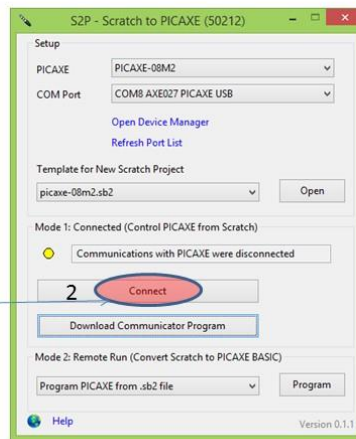 S2P - Scratch to PICAXE (50212)
Setup
PICAXE PICAXE-08M2
COM Port COM8 AXE027 PICAXE USB
Open Device Manager
Refresh Port List
Template for New Scratch Project
picaxe-08m2.sb2 Open
Mode 1: Connected (Control PICAXE from Scratch)
Communications with PICAXE were disconnected
2 Connect
Download Communicator Program
Mode 2: Remote Run (Convert Scratch to PICAXE BASIC)
Program PICAXE from .sb2 file Program
Help Version 0.1.1